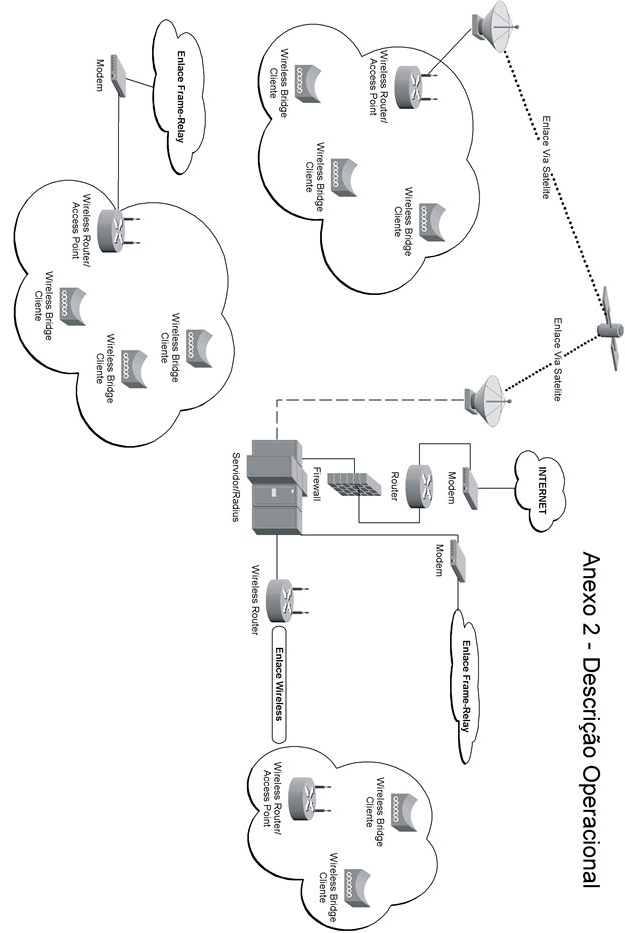 Anexo 2 - Descrição Operacional
Enlace Via Satelite
Enlace Via Satelite
INTERNET
Modem
Router
Firewall
Servidor/Radius
Modem
Enlace Frame-Relay
Wireless Router
Enlace Wireless
Wireless Bridge
Cliente
Wireless Bridge
Cliente
Wireless Router/
Access Point
Wireless Router/
Access Point
Wireless Bridge
Cliente
Wireless Bridge
Cliente
Wireless Bridge
Cliente
Enlace Frame-Relay
Modem
Wireless Router/
Access Point
Wireless Bridge
Cliente
Wireless Bridge
Cliente
Wireless Bridge
Cliente